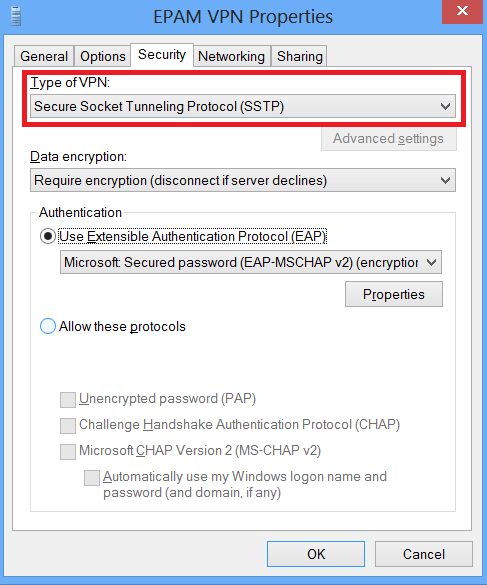 EPAM VPN Properties
General Options Security Networking Sharing
Type of VPN:
Secure Socket Tunneling Protocol (SSTP)
Advanced settings
Data encryption:
Require encryption (disconnect if server declines)
Authentication
Use Extensible Authentication Protocol (EAP)
Microsoft: Secured password (EAP-MSCHAP v2) (encryption
Properties
Allow these protocols
Unencrypted password (PAP)
Challenge Handshake Authentication Protocol (CHAP)
Microsoft CHAP Version 2 (MS-CHAP v2)
Automatically use my Windows logon name and
password (and domain, if any)
OK Cancel